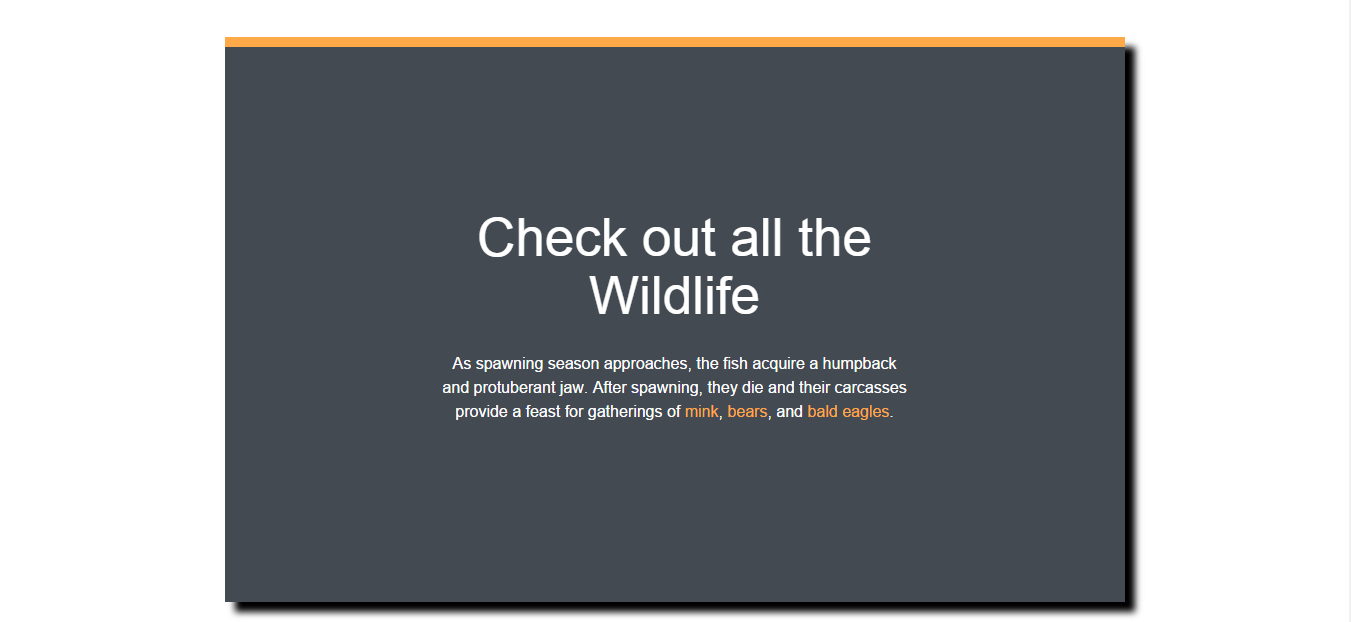 Check out all the
Wildlife
As spawning season approaches, the fish acquire a humpback
and protuberant jaw. After spawning, they die and their carcasses
provide a feast for gatherings of mink, bears, and bald eagles.